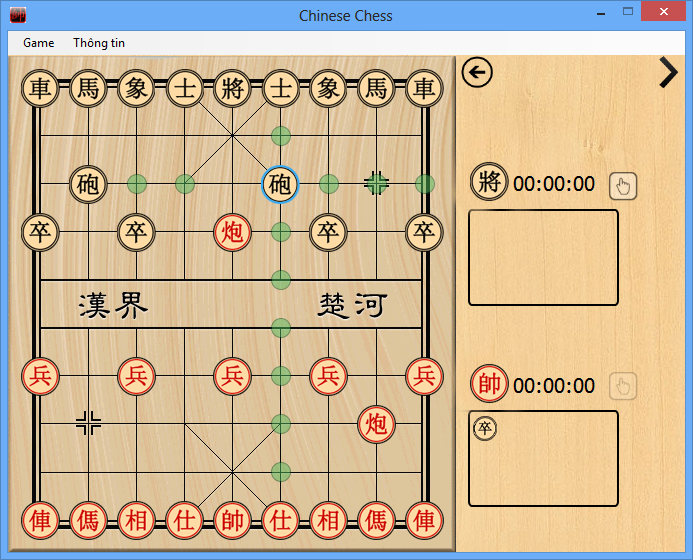 Chinese Chess
Game Thông tin
車馬象士將士象馬車
砲砲
將 00:00:00
卒卒炮卒卒
漢界 楚河
兵兵兵兵兵
帥 00:00:00
炮
卒
俥傌相仕帥仕相傌俥